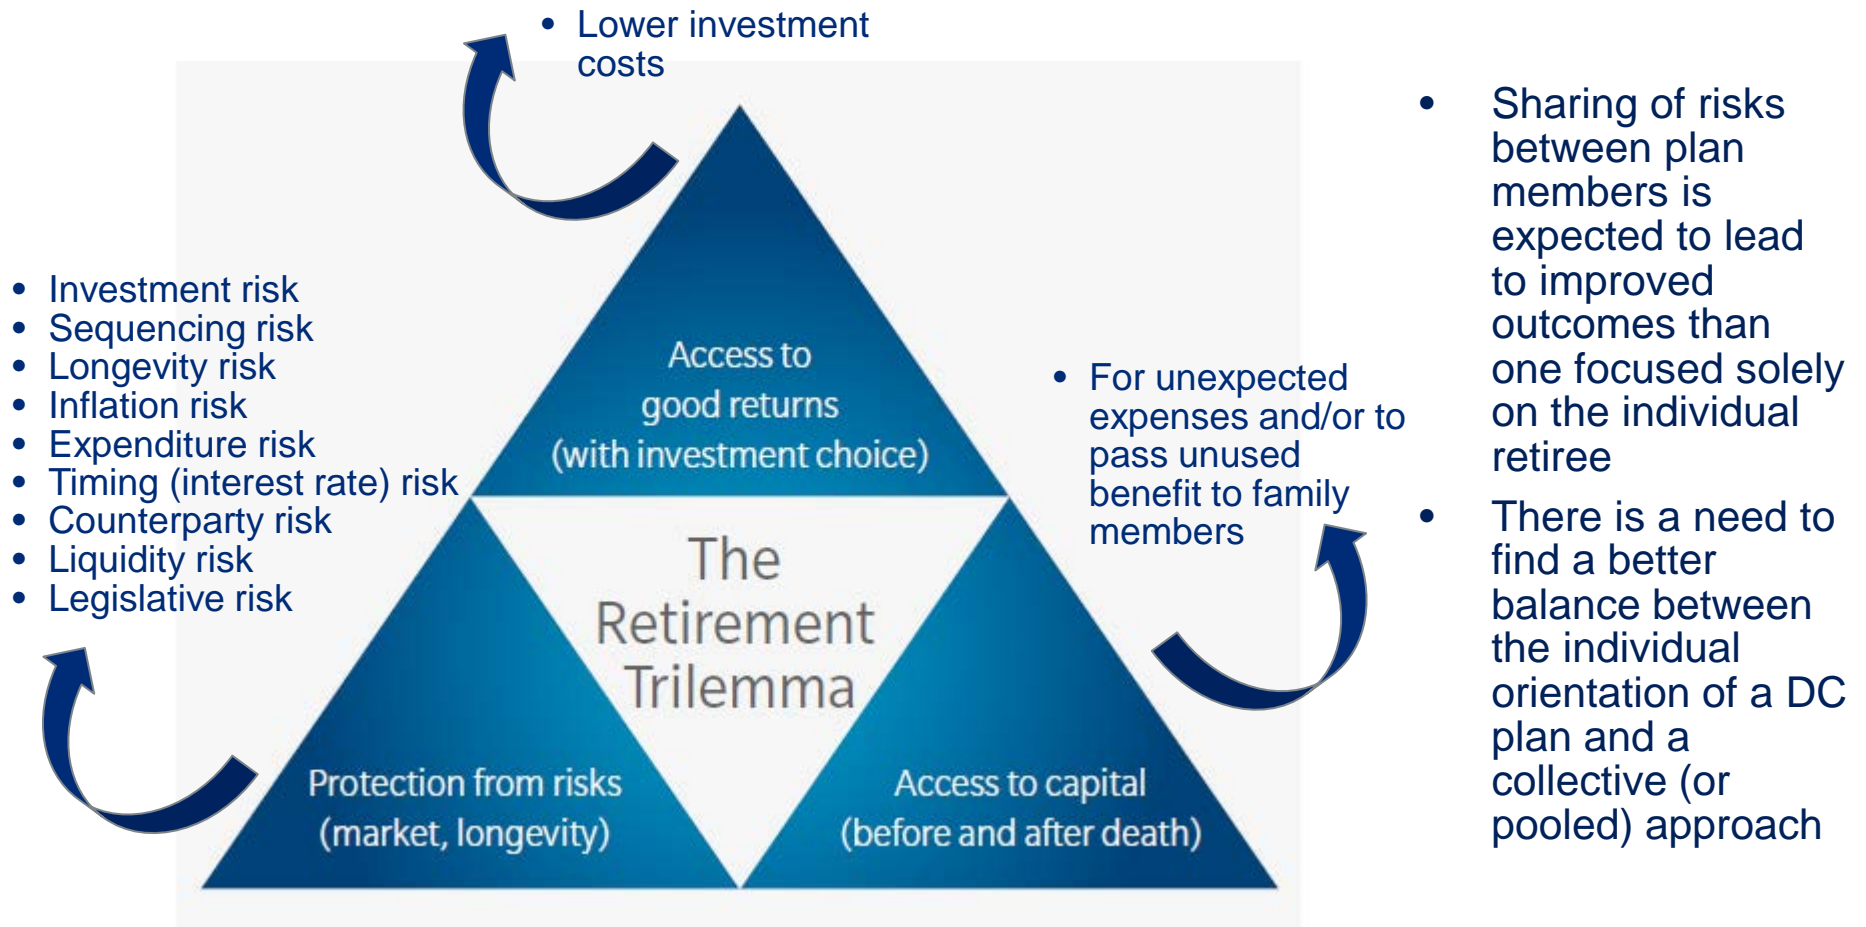 • Lower investment
costs
• Investment risk
• Sequencing risk
• Longevity risk
• Inflation risk
• Expenditure risk
• Timing (interest rate) risk
• Counterparty risk
• Liquidity risk
• Legislative risk
Access to
good returns
(with investment choice)
The
Retirement
Trilemma
Protection from risks
(market, longevity)
Access to capital
(before and after death)
• For unexpected
expenses and/or to
pass unused
benefit to family
members
• Sharing of risks
between plan
members is
expected to lead
to improved
outcomes than
one focused solely
on the individual
retiree
• There is a need to
find a better
balance between
the individual
orientation of a DC
plan and a
collective (or
pooled) approach